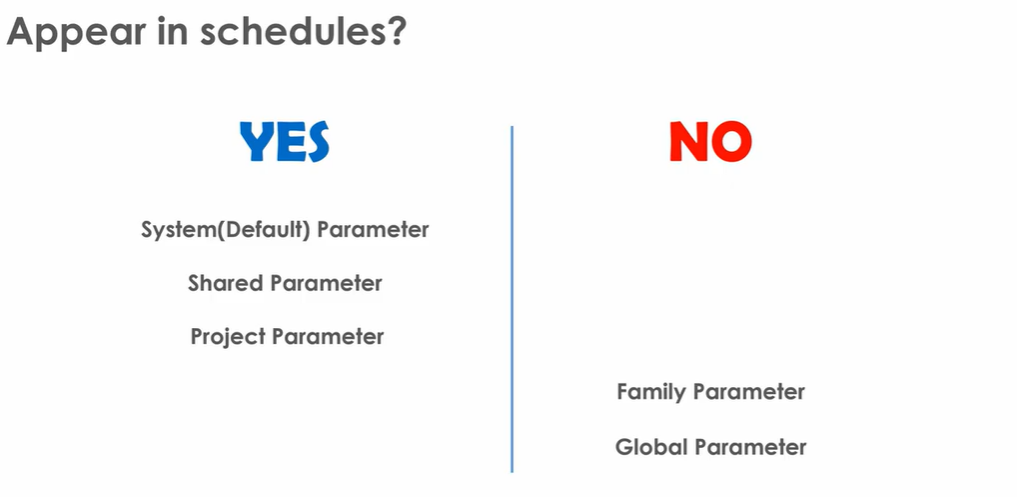 Appear in schedules?
YES
NO
System(Default) Parameter
Shared Parameter
Project Parameter
Family Parameter
Global Parameter